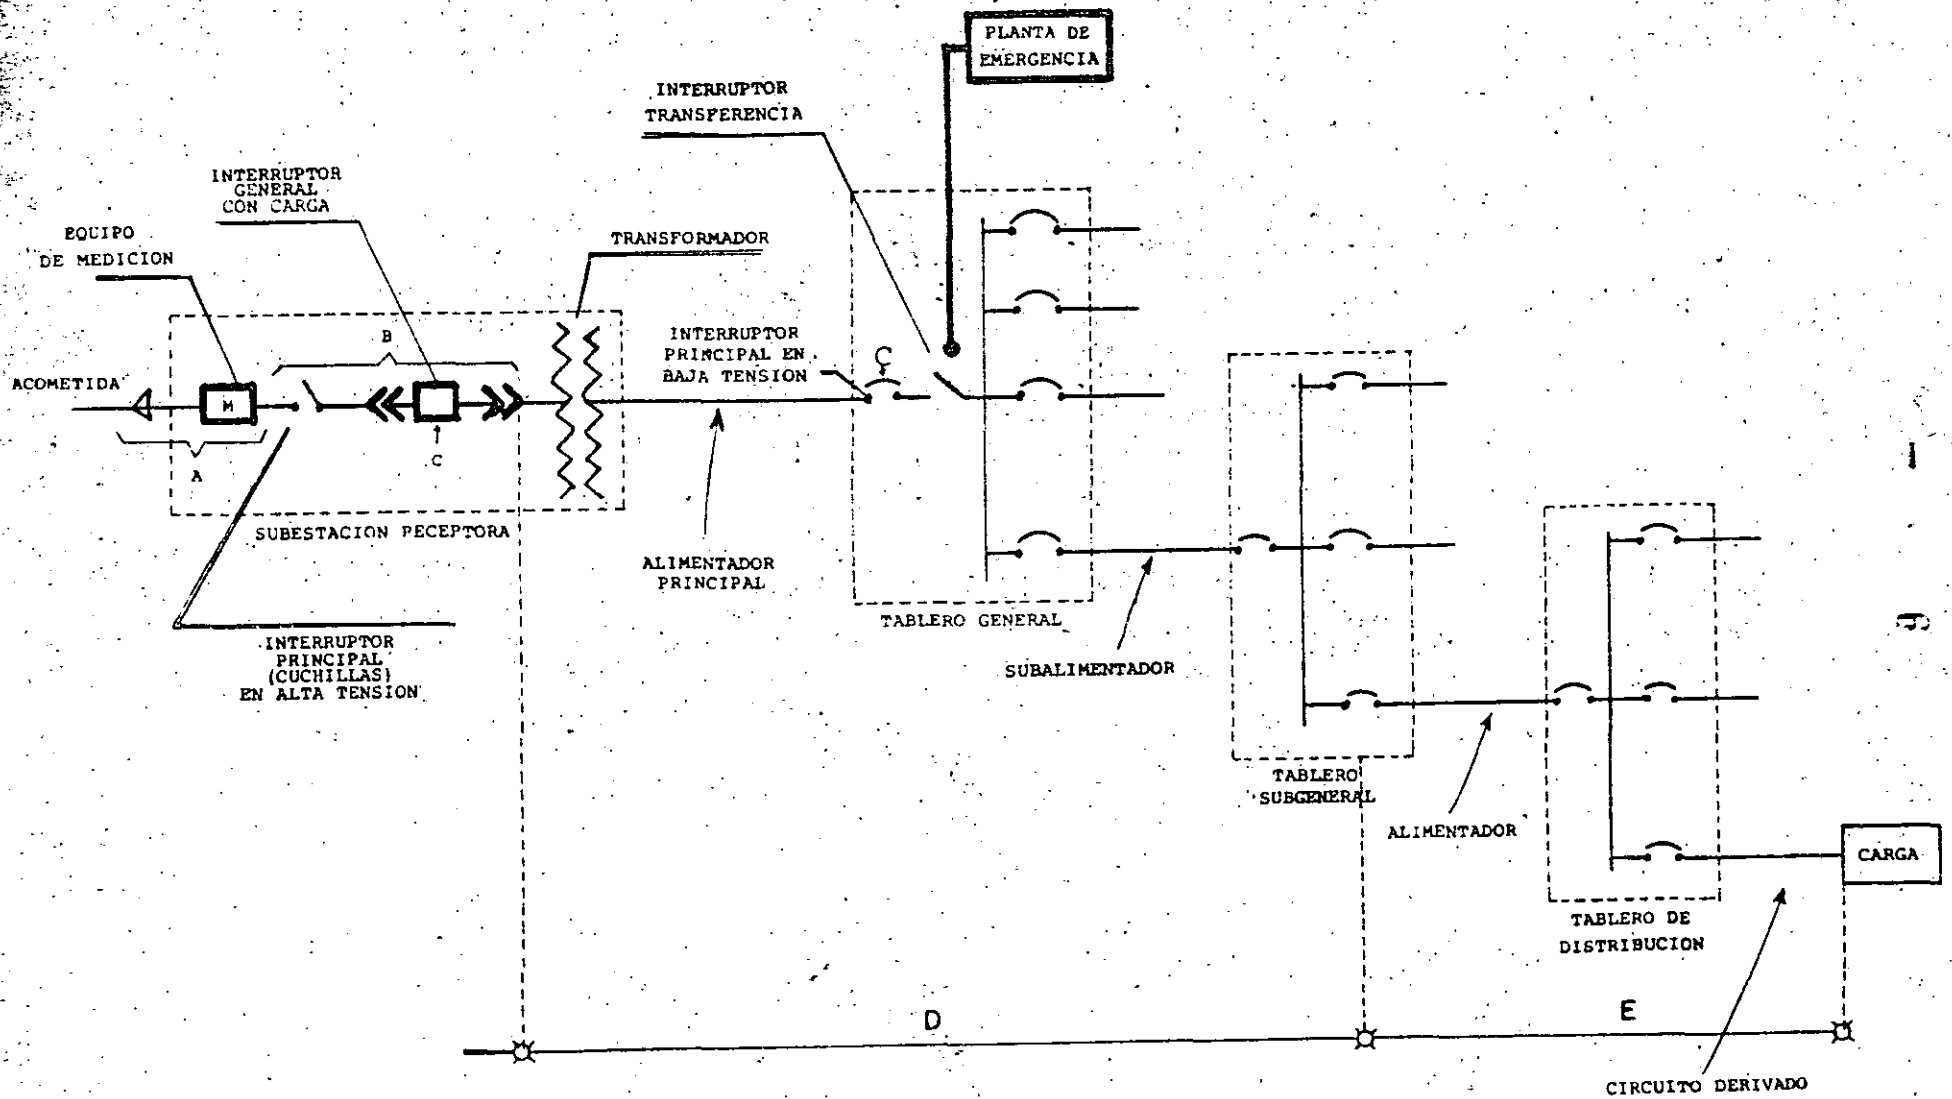 PLANTA DE
EMERGENCIA
INTERRUPTOR
TRANSFERENCIA
INTERRUPTOR
GENERAL
CON CARGA
EQUIPO
DE MEDICION
TRANSFORMADOR
B
INTERRUPTOR
PRINCIPAL EN
BAJA TENSION
C
ACOMETIDA
M
C
A
SUBESTACION RECEPTORA
ALIMENTADOR
PRINCIPAL
TABLERO GENERAL
INTERRUPTOR
PRINCIPAL
(CUCHILLAS)
EN ALTA TENSION
SUBALIMENTADOR
TABLERO
SUBGENERAL
ALIMENTADOR
CARGA
TABLERO DE
DISTRIBUCION
D
E
CIRCUITO DERIVADO